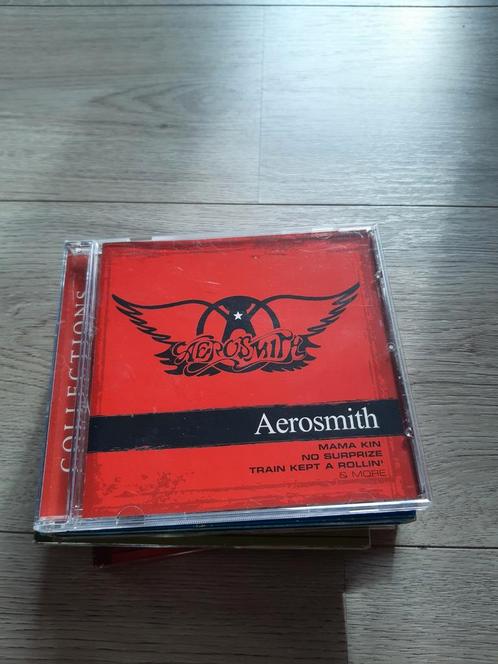 COLLECTIONS
AEROSMITH
Aerosmith
MAMA KIN
NO SURPRIZE
TRAIN KEPT A ROLLIN'
& MORE